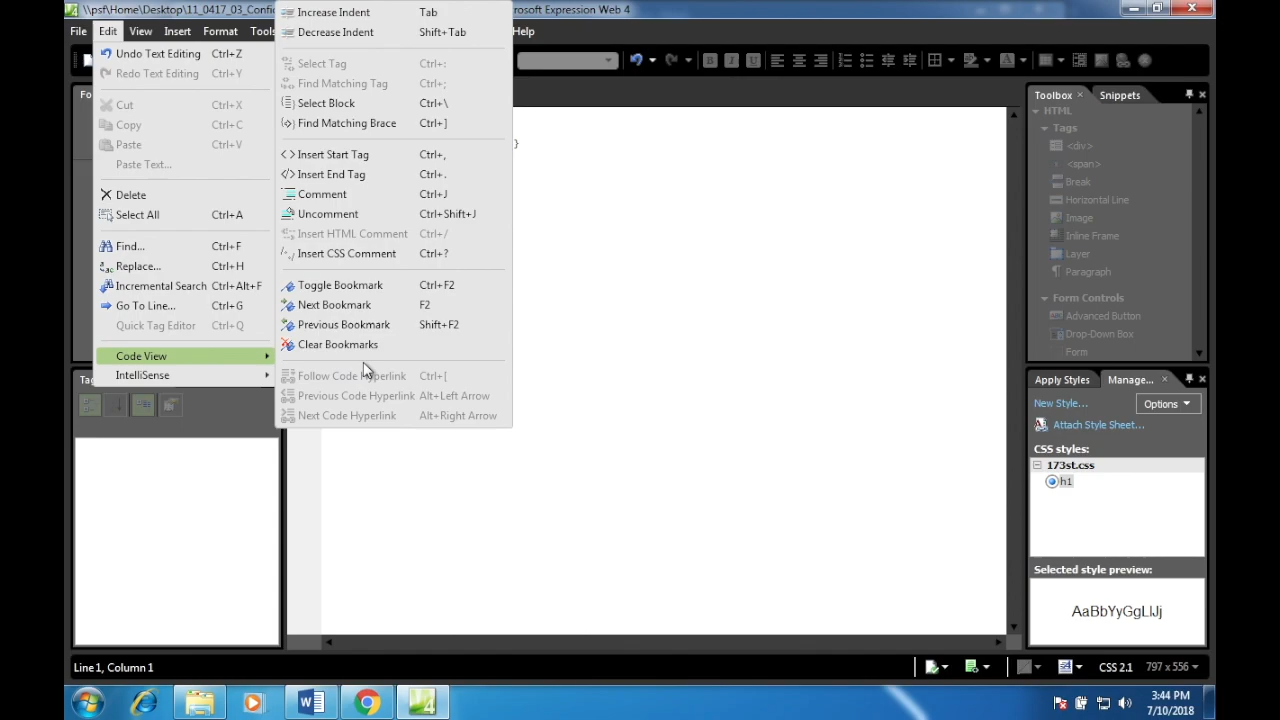 \\psf\Home\Desktop\11_0417_03_Confi
rosoft Expression Web 4
File Edit View Insert Format Tools
Help
Undo Text Editing Ctrl+Z
Redo Text Editing Ctrl+Y
Cut Ctrl+X
Copy Ctrl+C
Paste Ctrl+V
Paste Text...
Delete
Select All Ctrl+A
Find... Ctrl+F
Replace... Ctrl+H
Incremental Search Ctrl+Alt+F
Go To Line... Ctrl+G
Quick Tag Editor Ctrl+Q
Code View
IntelliSense
Increase Indent Tab
Decrease Indent Shift+Tab
Select Tag Ctrl+:
Find Matching Tag Ctrl+;
Select Block Ctrl+\
Find Matching Brace Ctrl+]
Insert Start Tag Ctrl+,
Insert End Tag Ctrl+.
Comment Ctrl+J
Uncomment Ctrl+Shift+J
Insert HTML Comment Ctrl+/
Insert CSS Comment Ctrl+?
Toggle Bookmark Ctrl+F2
Next Bookmark F2
Previous Bookmark Shift+F2
Clear Bookmarks
Follow Code Hyperlink Ctrl+[
Previous Code Hyperlink Alt+Left Arrow
Next Code Hyperlink Alt+Right Arrow
Fo
}
Tag
Toolbox Snippets
HTML
Tags
<div>
<span>
Break
Horizontal Line
Image
Inline Frame
Layer
Paragraph
Form Controls
Advanced Button
Drop-Down Box
Form
Apply Styles Manage...
New Style... Options
Attach Style Sheet...
CSS styles:
173st.css
h1
Selected style preview:
AaBbYyGgLlJj
Line 1, Column 1
CSS 2.1 797 x 556
3:44 PM
7/10/2018